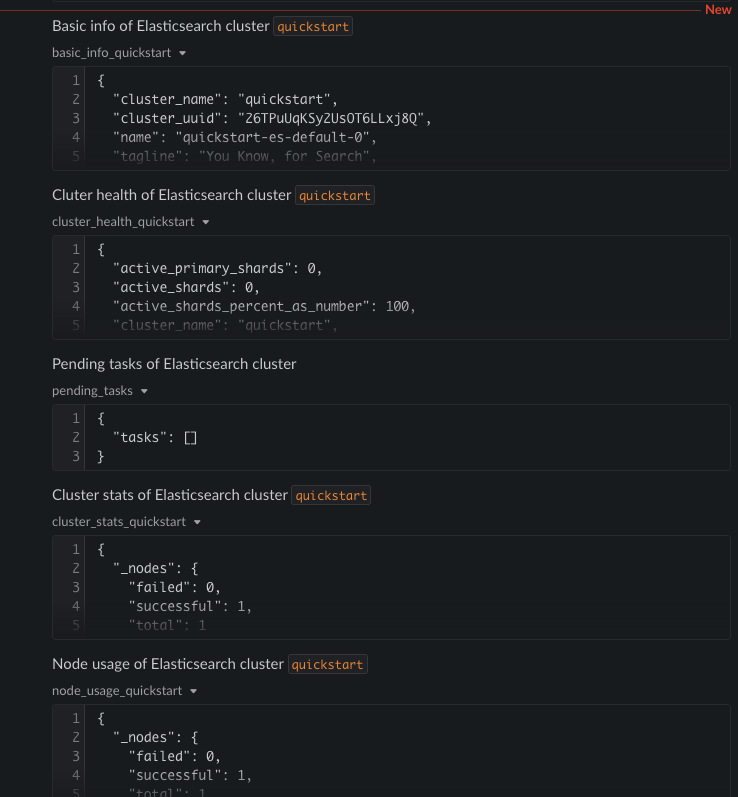 New
Basic info of Elasticsearch cluster quickstart
basic_info_quickstart
1 {
2 "cluster_name": "quickstart",
3 "cluster_uuid": "Z6TPuUqKSy2UsOT6LLxj8Q",
4 "name": "quickstart-es-default-0",
5 "tagline": "You Know, for Search",
Cluter health of Elasticsearch cluster quickstart
cluster_health_quickstart
1 {
2 "active_primary_shards": 0,
3 "active_shards": 0,
4 "active_shards_percent_as_number": 100,
5 "cluster_name": "quickstart",
Pending tasks of Elasticsearch cluster
pending_tasks
1 {
2 "tasks": []
3 }
Cluster stats of Elasticsearch cluster quickstart
cluster_stats_quickstart
1 {
2 "_nodes": {
3 "failed": 0,
4 "successful": 1,
5 "total": 1
Node usage of Elasticsearch cluster quickstart
node_usage_quickstart
1 {
2 "_nodes": {
3 "failed": 0,
4 "successful": 1,
5 "total": 1